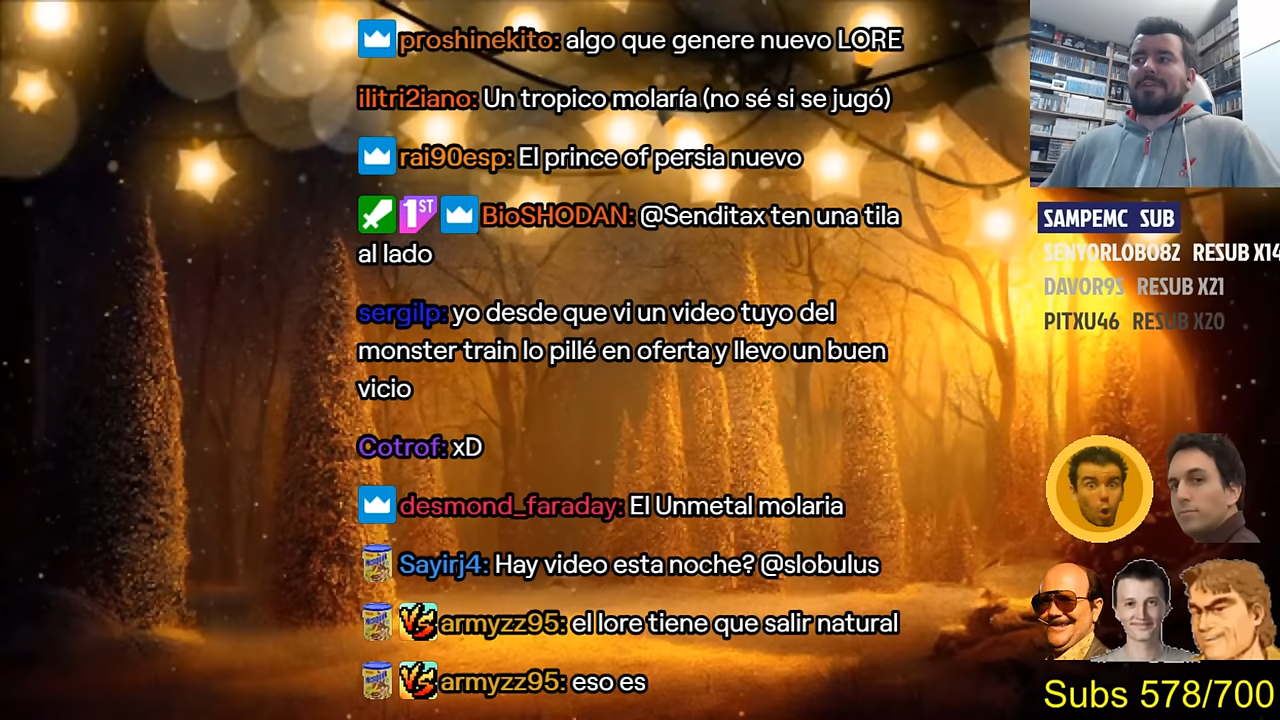 proshinekito: algo que genere nuevo LORE
ilitri2iano: Un tropico molaría (no sé si se jugó)
rai90esp: El prince of persia nuevo
1ST BioSHODAN: @Senditax ten una tila
al lado
sergilp: yo desde que vi un video tuyo del
monster train lo pillé en oferta y llevo un buen
vicio
Cotrof: xD
desmond_faraday: El Unmetal molaria
Sayirj4: Hay video esta noche? @slobulus
VS armyzz95: el lore tiene que salir natural
VS armyzz95: eso es
SAMPEMC SUB
SENYORLOBO82 RESUB X14
DAVOR9S RESUB X21
PITXU46 RESUB X20
Subs 578/700